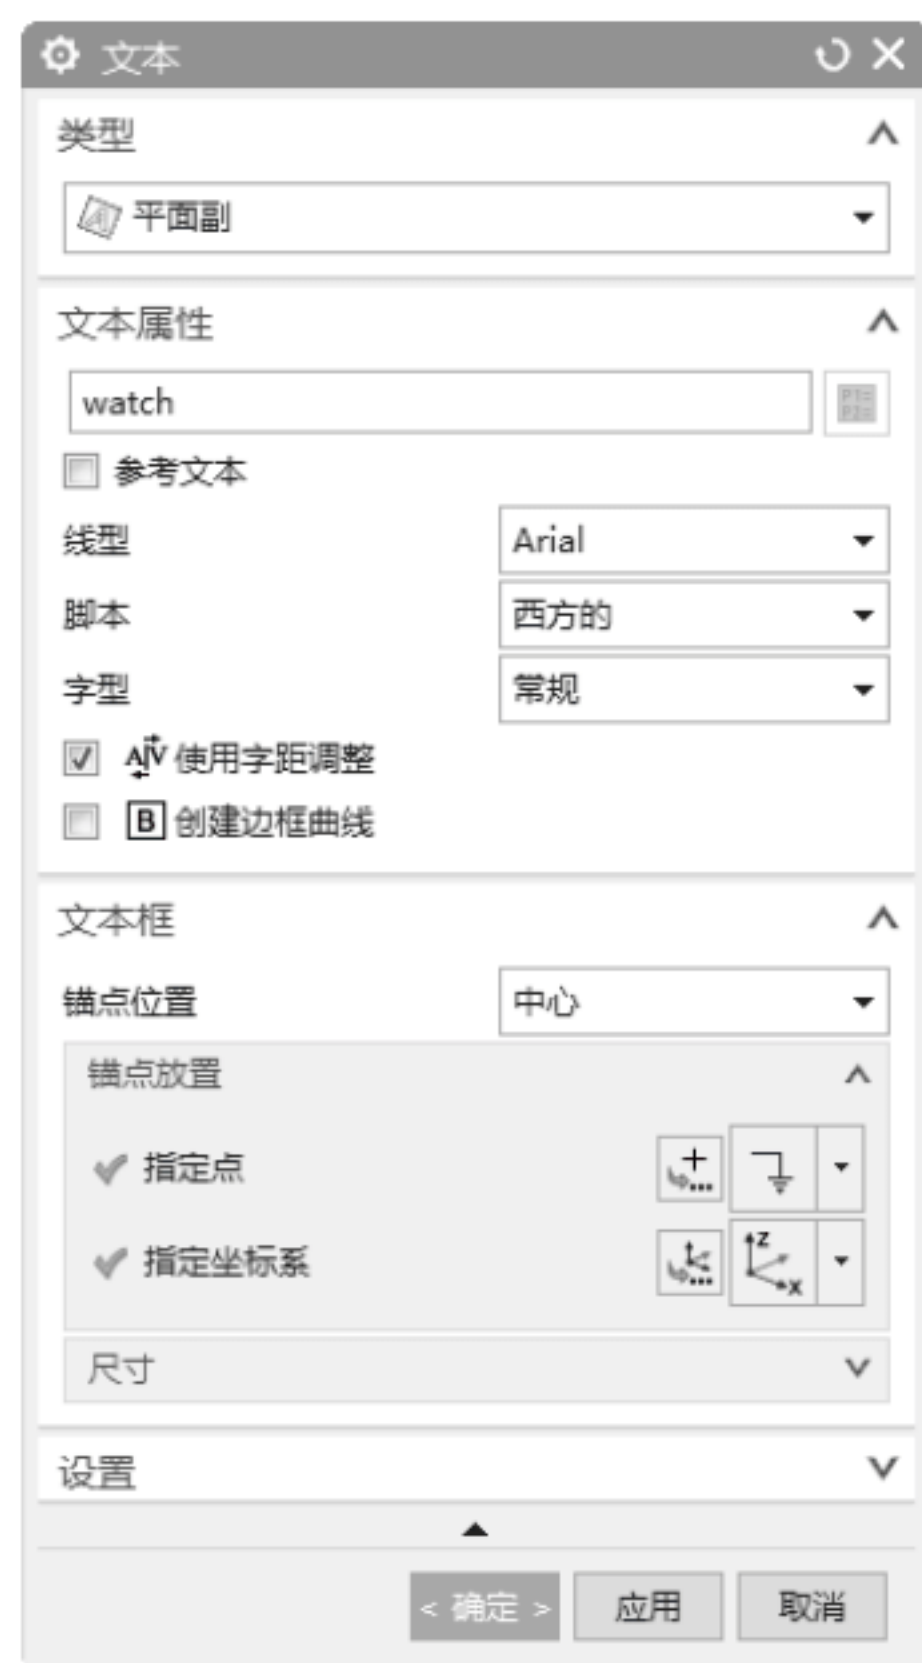 文本
类型
平面副
文本属性
watch
P1=
P2=
参考文本
线型 Arial
脚本 西方的
字型 常规
AV 使用字距调整
B 创建边框曲线
文本框
锚点位置 中心
锚点放置
指定点
指定坐标系 Z X
尺寸
设置
< 确定 > 应用 取消